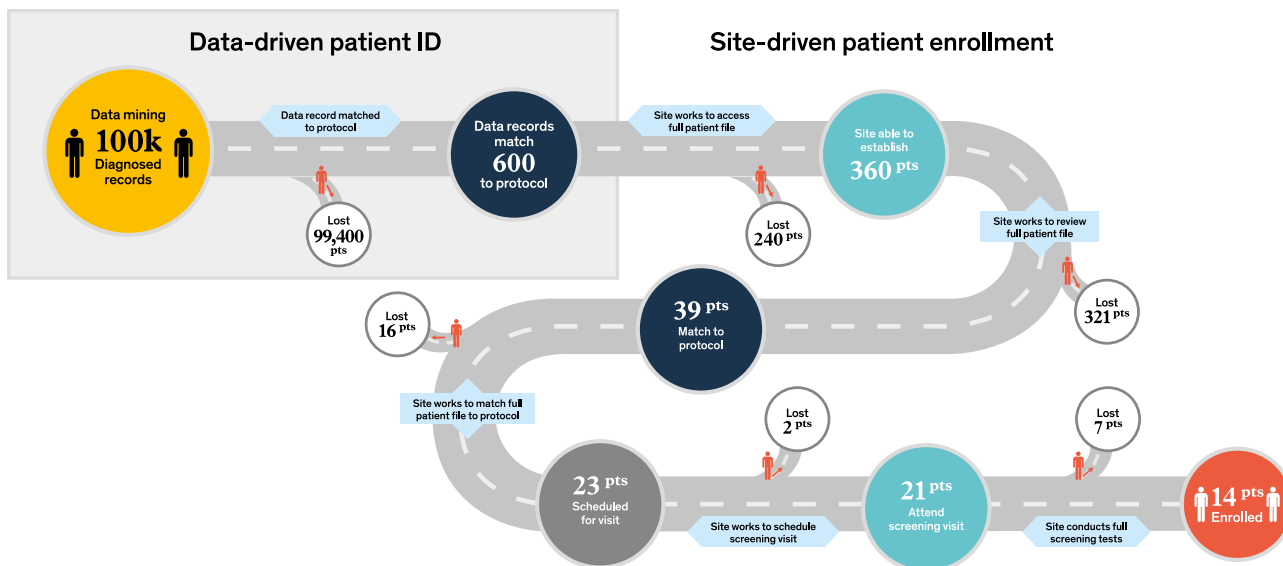 Data-driven patient ID
Site-driven patient enrollment
Data mining
100k
Diagnosed
records
Data record matched
to protocol
Lost
99,400
pts
Data records
match
600
to protocol
Site works to access
full patient file
Lost
240 pts
Site able to
establish
360 pts
Site works to review
full patient file
Lost
321 pts
39 pts
Match to
protocol
Lost
16 pts
Site works to match full
patient file to protocol
23 pts
Scheduled
for visit
Lost
2 pts
Site works to schedule
screening visit
21 pts
Attend
screening visit
Lost
7 pts
Site conducts full
screening tests
14 pts
Enrolled